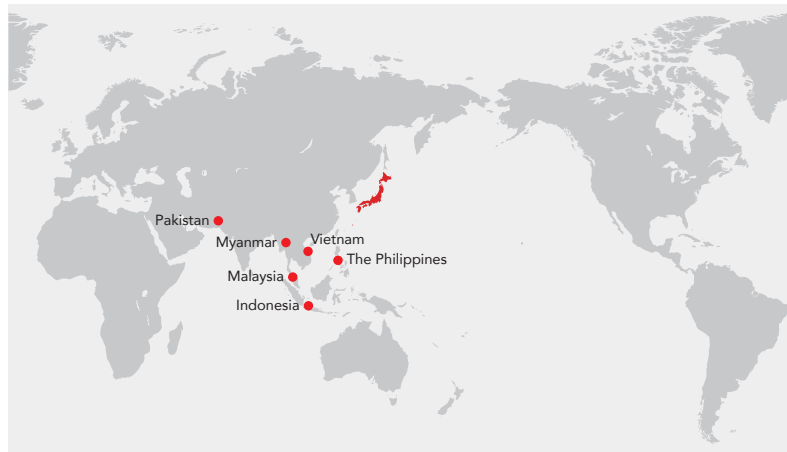 Pakistan
Vietnam
Myanmar
The Philippines
Malaysia
Indonesia